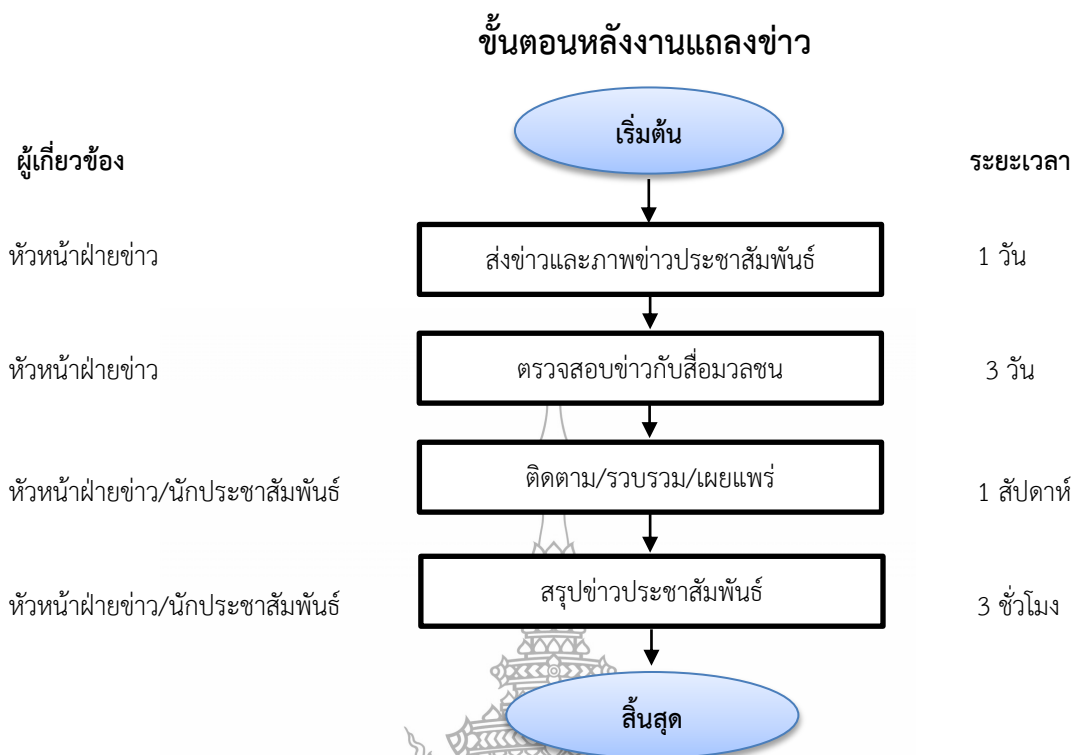 ขั้นตอนหลังงานแถลงข่าว
เริ่มต้น
ผู้เกี่ยวข้อง
ระยะเวลา
หัวหน้าฝ่ายข่าว
ส่งข่าวและภาพข่าวประชาสัมพันธ์
1 วัน
หัวหน้าฝ่ายข่าว
ตรวจสอบข่าวกับสื่อมวลชน
3 วัน
หัวหน้าฝ่ายข่าว/นักประชาสัมพันธ์
ติดตาม/รวบรวม/เผยแพร่
1 สัปดาห์
หัวหน้าฝ่ายข่าว/นักประชาสัมพันธ์
สรุปข่าวประชาสัมพันธ์
3 ชั่วโมง
สิ้นสุด